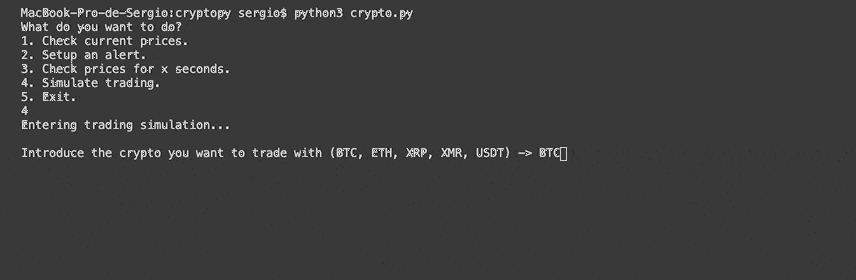 MacBook-Pro-de-Sergio:cryptopy sergio$ python3 crypto.py
What do you want to do?
1. Check current prices.
2. Setup an alert.
3. Check prices for x seconds.
4. Simulate trading.
5. Exit.
4
Entering trading simulation...
Introduce the crypto you want to trade with (BTC, ETH, XRP, XMR, USDT) -> BTC